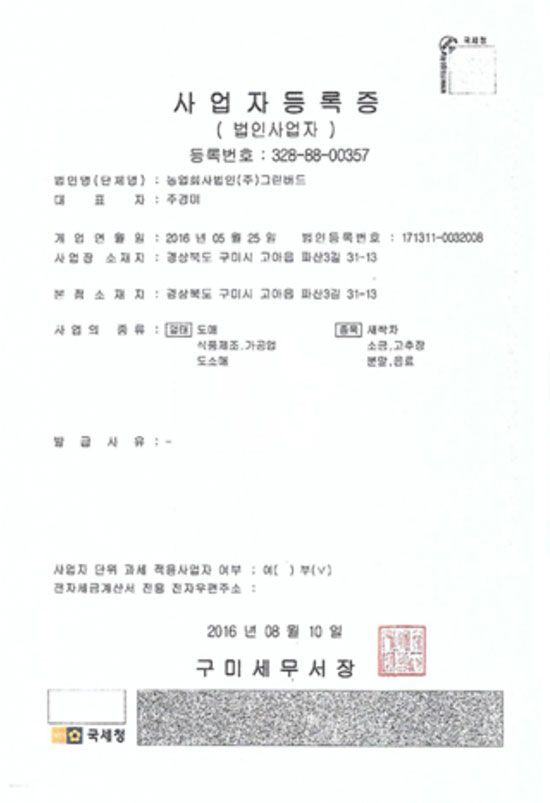 국세청
사 업 자 등 록 증
( 법인사업자 )
등록번호 : 328-88-00357
법인명(단체명) : 농업회사법인(주)그린버드
대 표 자 : 주경미
개 업 연 월 일 : 2016 년 05 월 25 일 법인등록번호 : 171311-0032008
사 업 장 소 재 지 : 경상북도 구미시 고아읍 파산3길 31-13
본 점 소 재 지 : 경상북도 구미시 고아읍 파산3길 31-13
사 업 의 종 류 : 업태 도매 종목 새싹차
식품제조.가공업 소금,고추장
도소매 분말,음료
발 급 사 유 : -
사업자 단위 과세 적용사업자 여부 : 여( ) 부(∨)
전자세금계산서 전용 전자우편주소 :
2016 년 08 월 10 일
구 미 세 무 서 장
국세청